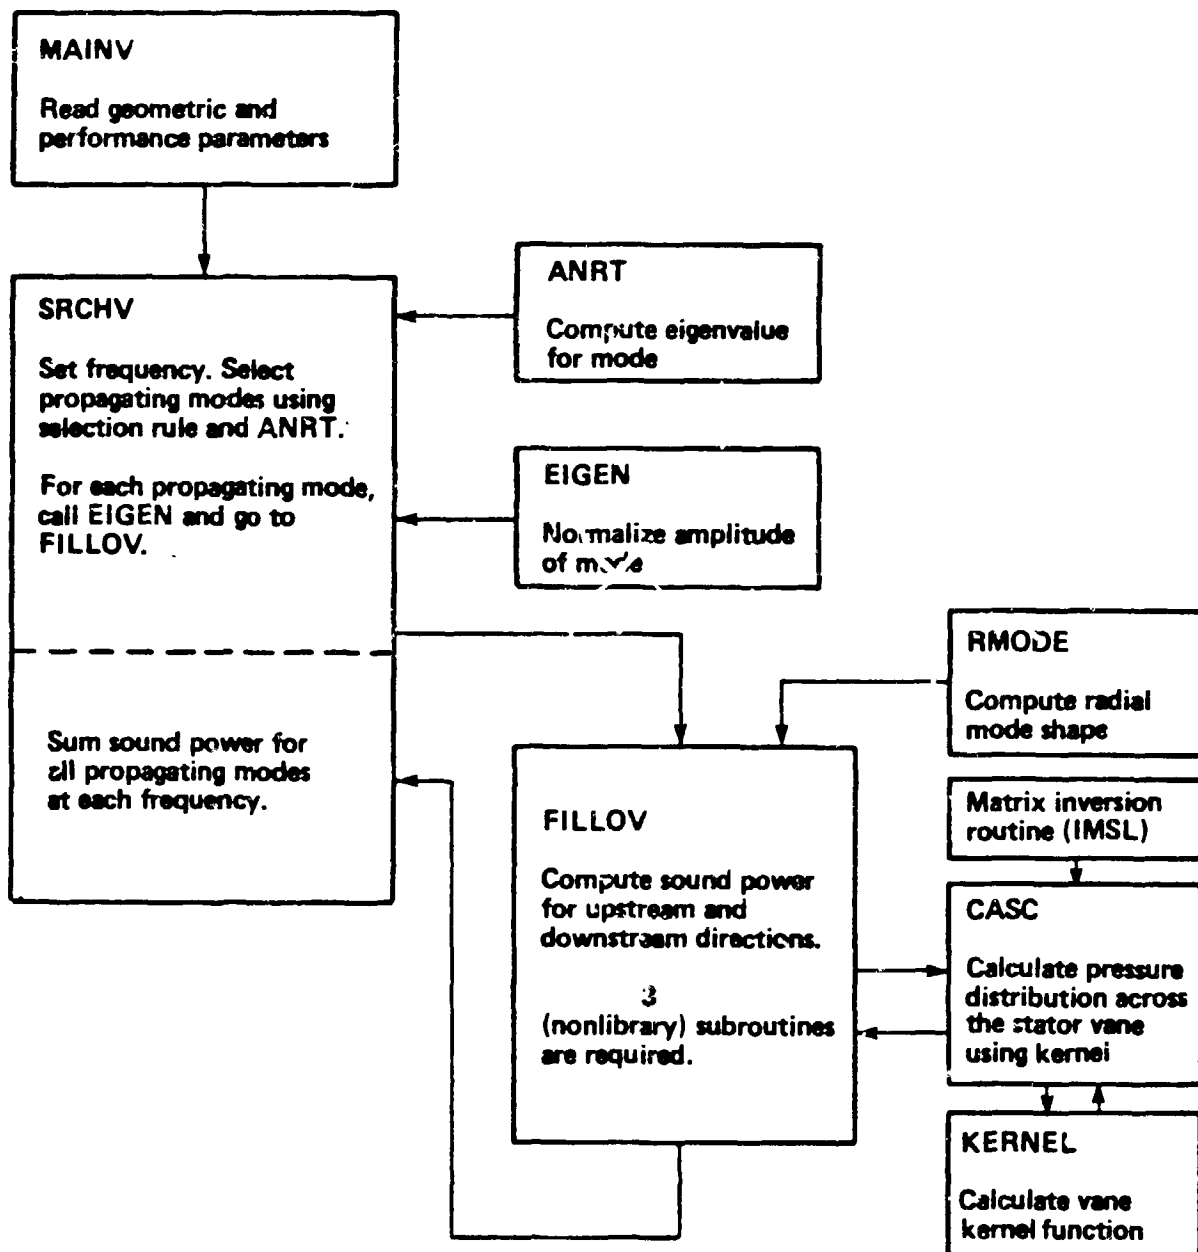 MAINV
Read geometric and
performance parameters
ANRT
Compute eigenvalue
for mode
SRCHV
Set frequency. Select
propagating modes using
selection rule and ANRT.
For each propagating mode,
call EIGEN and go to
FILLOV.
EIGEN
Normalize amplitude
of mode
Sum sound power for
all propagating modes
at each frequency.
RMODE
Compute radial
mode shape
Matrix inversion
routine (IMSL)
FILLOV
Compute sound power
for upstream and
downstream directions.
3
(nonlibrary) subroutines
are required.
CASC
Calculate pressure
distribution across
the stator vane
using kernel
KERNEL
Calculate vane
kernel function